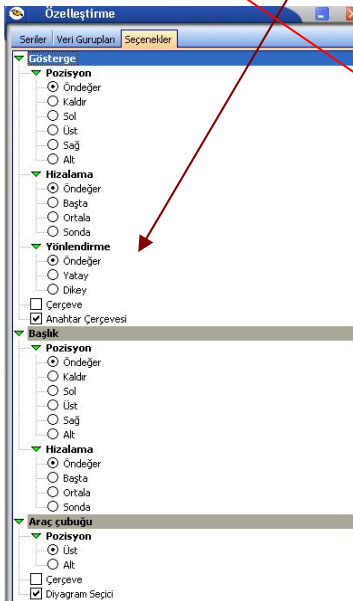 Özelleştirme
Seriler Veri Gurupları Seçenekler
Gösterge
Pozisyon
Öndeğer
Kaldır
Sol
Üst
Sağ
Alt
Hizalama
Öndeğer
Başta
Ortala
Sonda
Yönlendirme
Öndeğer
Yatay
Dikey
Çerçeve
Anahtar Çerçevesi
Başlık
Pozisyon
Öndeğer
Kaldır
Sol
Üst
Sağ
Alt
Hizalama
Öndeğer
Başta
Ortala
Sonda
Araç çubuğu
Pozisyon
Üst
Alt
Çerçeve
Diyagram Seçici